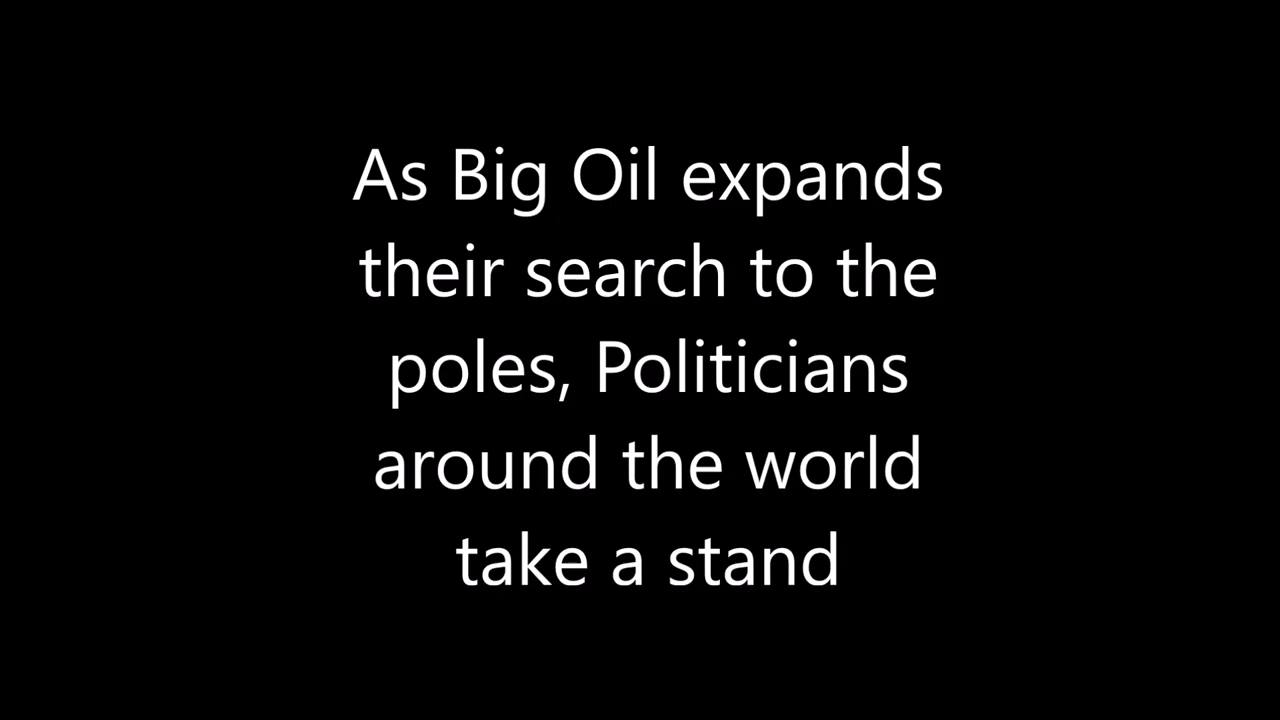 As Big Oil expands
their search to the
poles, Politicians
around the world
take a stand